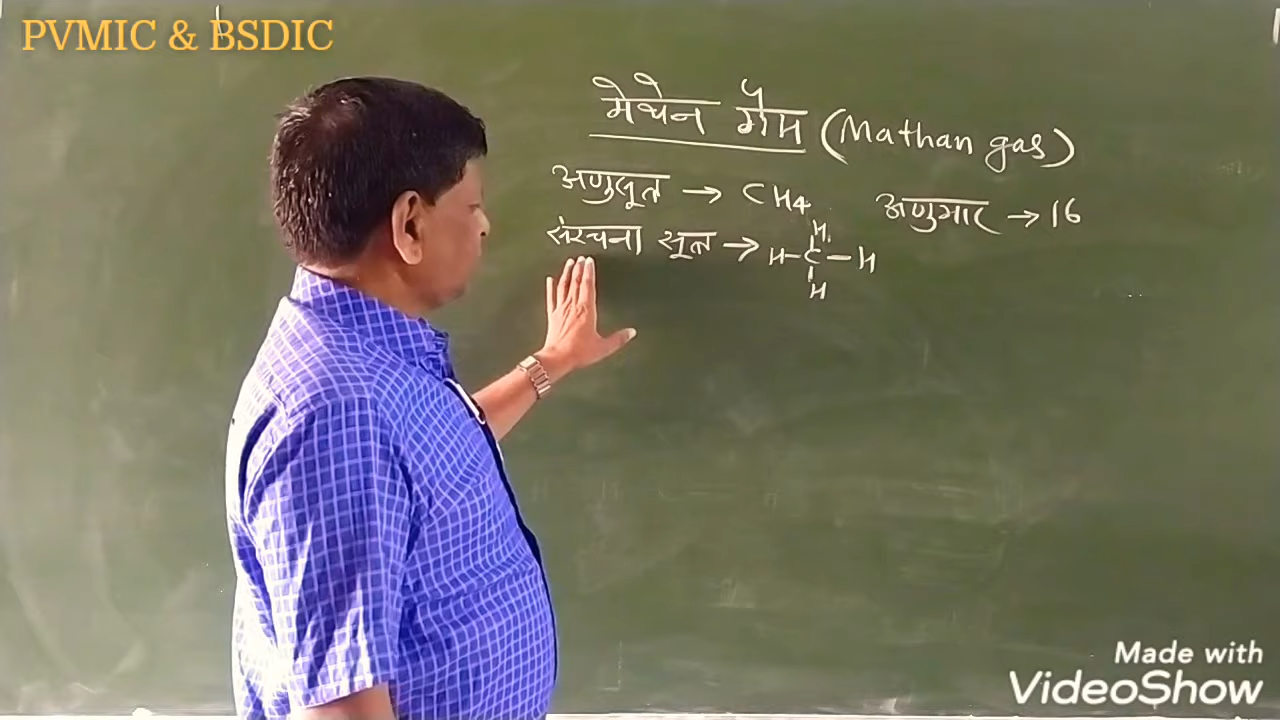 PVMIC & BSDIC
मेथेन गैस (Mathan gas)
अणुसूत्र → CH4 अणुभार → 16
संरचना सूत्र →
H
H-C-H
H
Made with
VideoShow